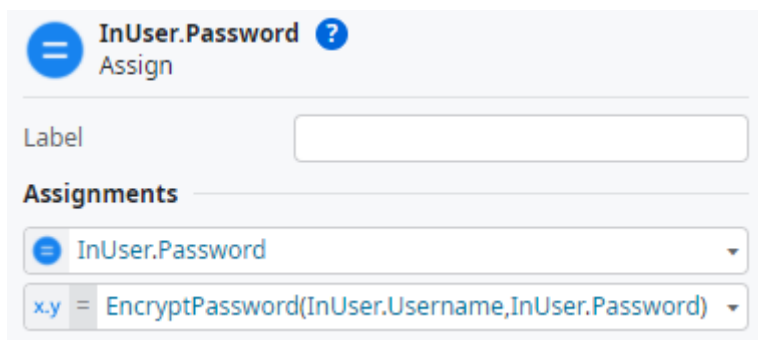 InUser.Password ?
Assign
Label
Assignments
= InUser.Password
x.y = EncryptPassword(InUser.Username,InUser.Password)